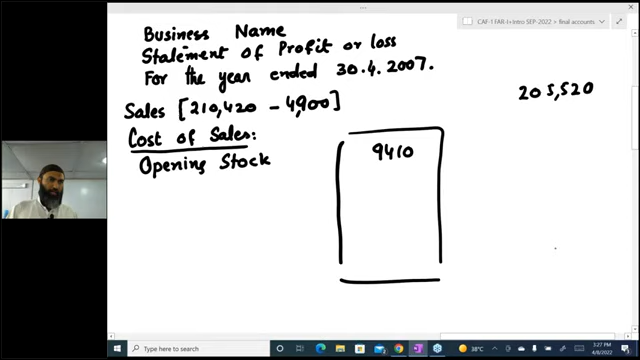 CAF-1 FAR-I+Intro SEP-2022 > final accounts
Business Name
Statement of Profit or loss
For the year ended 30.4.2007.
Sales [210,420 - 4,900] 205,520
Cost of Sales:
Opening Stock 9410
Type here to search
38°C
3:27 PM
4/8/2022